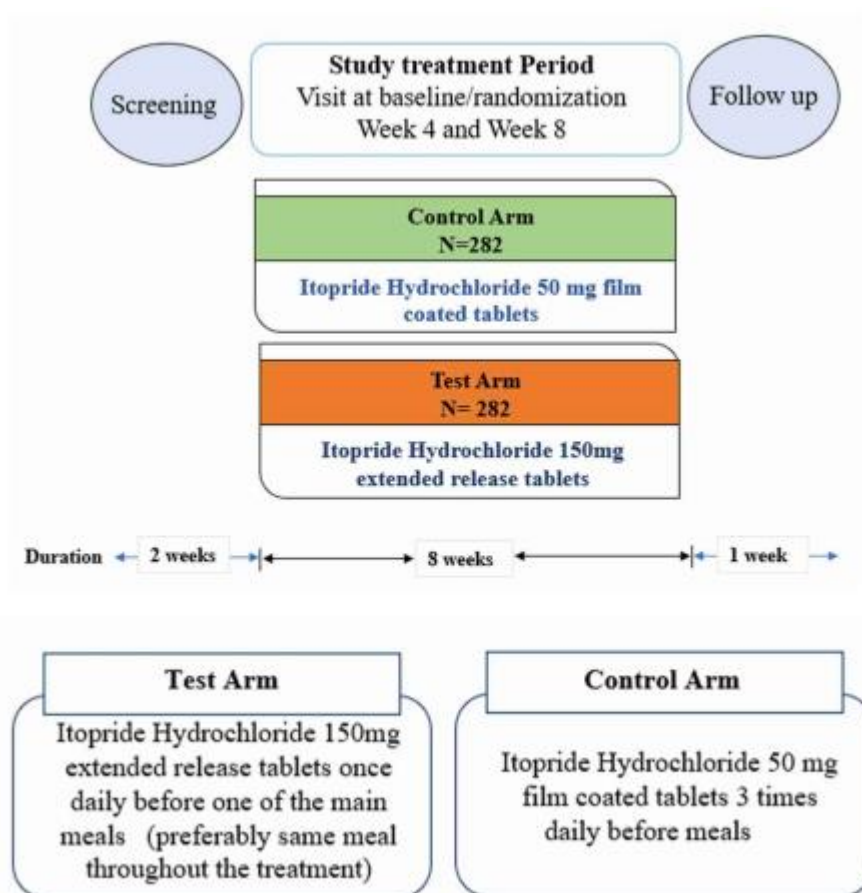 Screening
Study treatment Period
Visit at baseline/randomization
Week 4 and Week 8
Follow up
Control Arm
N=282
Itopride Hydrochloride 50 mg film
coated tablets
Test Arm
N= 282
Itopride Hydrochloride 150mg
extended release tablets
Duration 2 weeks 8 weeks 1 week
Test Arm
Itopride Hydrochloride 150mg
extended release tablets once
daily before one of the main
meals (preferably same meal
throughout the treatment)
Control Arm
Itopride Hydrochloride 50 mg
film coated tablets 3 times
daily before meals